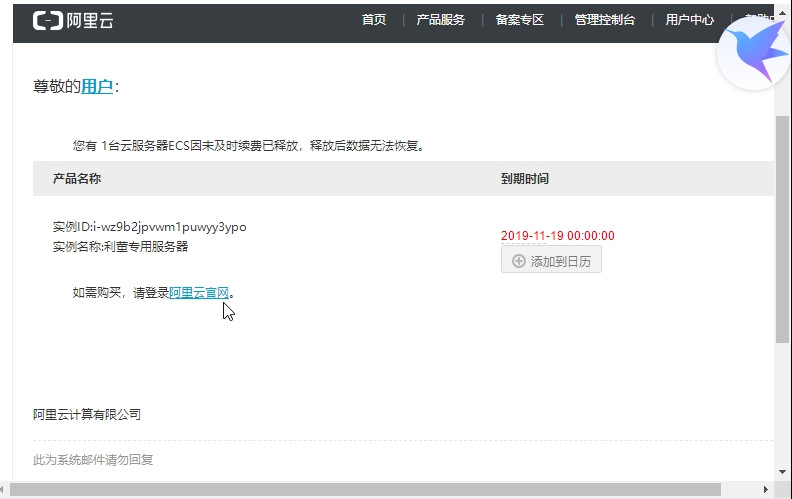 阿里云
首页 | 产品服务 | 备案专区 | 管理控制台 | 用户中心 |
尊敬的用户：
您有 1台云服务器ECS因未及时续费已释放，释放后数据无法恢复。
产品名称 到期时间
实例ID:i-wz9b2jpvwm1puwyy3ypo
实例名称:利董专用服务器
2019-11-19 00:00:00
添加到日历
如需购买，请登录阿里云官网。
阿里云计算有限公司
此为系统邮件请勿回复